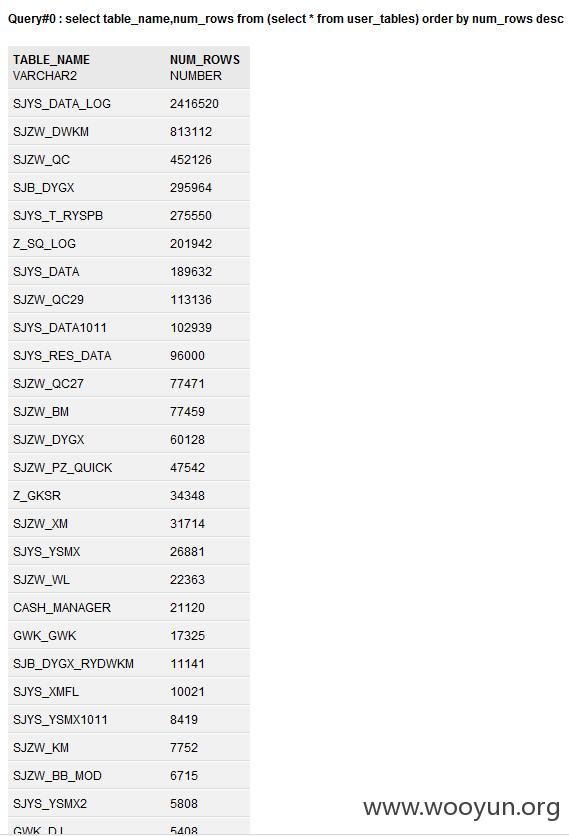 Query#0 : select table_name,num_rows from (select * from user_tables) order by num_rows desc
TABLE_NAME NUM_ROWS
VARCHAR2 NUMBER
SJYS_DATA_LOG 2416520
SJZW_DWKM 813112
SJZW_QC 452126
SJB_DYGX 295964
SJYS_T_RYSPB 275550
Z_SQ_LOG 201942
SJYS_DATA 189632
SJZW_QC29 113136
SJYS_DATA1011 102939
SJYS_RES_DATA 96000
SJZW_QC27 77471
SJZW_BM 77459
SJZW_DYGX 60128
SJZW_PZ_QUICK 47542
Z_GKSR 34348
SJZW_XM 31714
SJYS_YSMX 26881
SJZW_WL 22363
CASH_MANAGER 21120
GWK_GWK 17325
SJB_DYGX_RYDWKM 11141
SJYS_XMFL 10021
SJYS_YSMX1011 8419
SJZW_KM 7752
SJZW_BB_MOD 6715
SJYS_YSMX2 5808
GWK_DJ 5408
www.wooyun.org